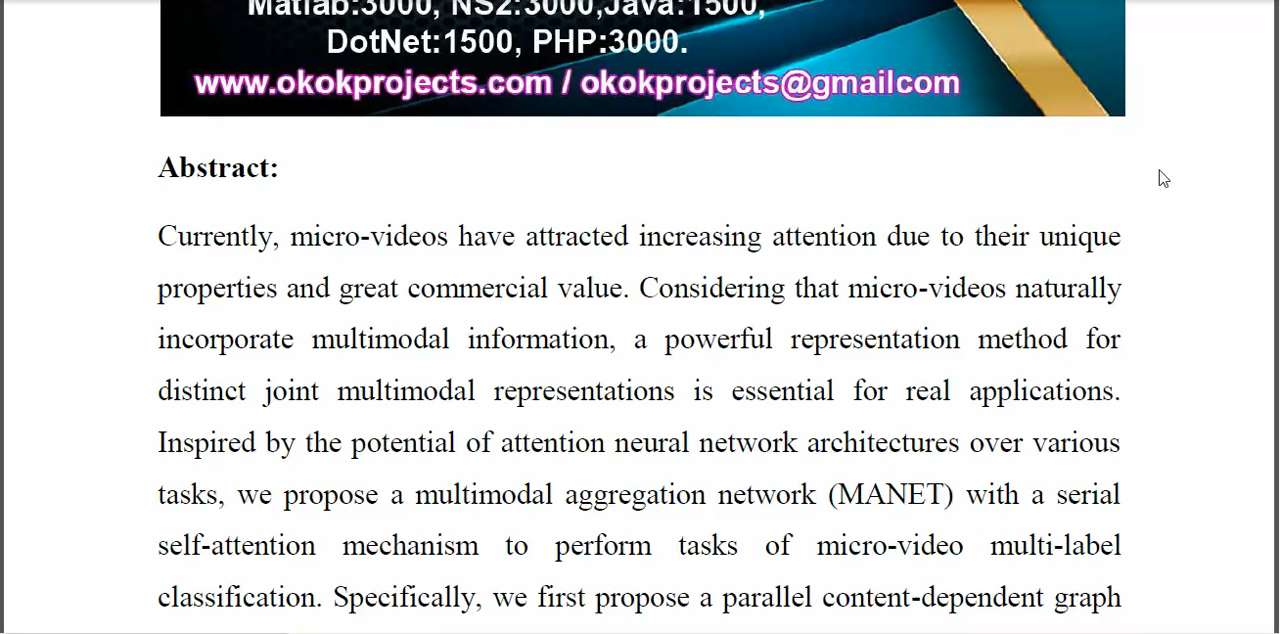 Matlab:3000, NS2:3000,Java:1500,
DotNet:1500, PHP:3000.
www.okokprojects.com / okokprojects@gmailcom
Abstract:
Currently, micro-videos have attracted increasing attention due to their unique
properties and great commercial value. Considering that micro-videos naturally
incorporate multimodal information, a powerful representation method for
distinct joint multimodal representations is essential for real applications.
Inspired by the potential of attention neural network architectures over various
tasks, we propose a multimodal aggregation network (MANET) with a serial
self-attention mechanism to perform tasks of micro-video multi-label
classification. Specifically, we first propose a parallel content-dependent graph